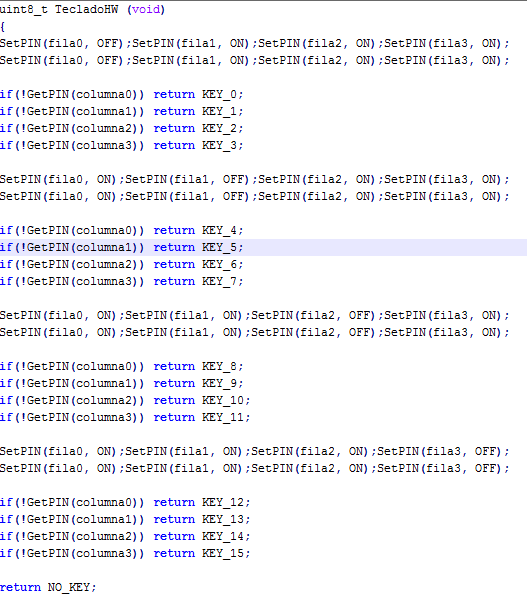 uint8_t TecladoHW (void)
{
SetPIN(fila0, OFF);SetPIN(fila1, ON);SetPIN(fila2, ON);SetPIN(fila3, ON);
SetPIN(fila0, OFF);SetPIN(fila1, ON);SetPIN(fila2, ON);SetPIN(fila3, ON);
if(!GetPIN(columna0)) return KEY_0;
if(!GetPIN(columna1)) return KEY_1;
if(!GetPIN(columna2)) return KEY_2;
if(!GetPIN(columna3)) return KEY_3;
SetPIN(fila0, ON);SetPIN(fila1, OFF);SetPIN(fila2, ON);SetPIN(fila3, ON);
SetPIN(fila0, ON);SetPIN(fila1, OFF);SetPIN(fila2, ON);SetPIN(fila3, ON);
if(!GetPIN(columna0)) return KEY_4;
if(!GetPIN(columna1)) return KEY_5;
if(!GetPIN(columna2)) return KEY_6;
if(!GetPIN(columna3)) return KEY_7;
SetPIN(fila0, ON);SetPIN(fila1, ON);SetPIN(fila2, OFF);SetPIN(fila3, ON);
SetPIN(fila0, ON);SetPIN(fila1, ON);SetPIN(fila2, OFF);SetPIN(fila3, ON);
if(!GetPIN(columna0)) return KEY_8;
if(!GetPIN(columna1)) return KEY_9;
if(!GetPIN(columna2)) return KEY_10;
if(!GetPIN(columna3)) return KEY_11;
SetPIN(fila0, ON);SetPIN(fila1, ON);SetPIN(fila2, ON);SetPIN(fila3, OFF);
SetPIN(fila0, ON);SetPIN(fila1, ON);SetPIN(fila2, ON);SetPIN(fila3, OFF);
if(!GetPIN(columna0)) return KEY_12;
if(!GetPIN(columna1)) return KEY_13;
if(!GetPIN(columna2)) return KEY_14;
if(!GetPIN(columna3)) return KEY_15;
return NO_KEY;